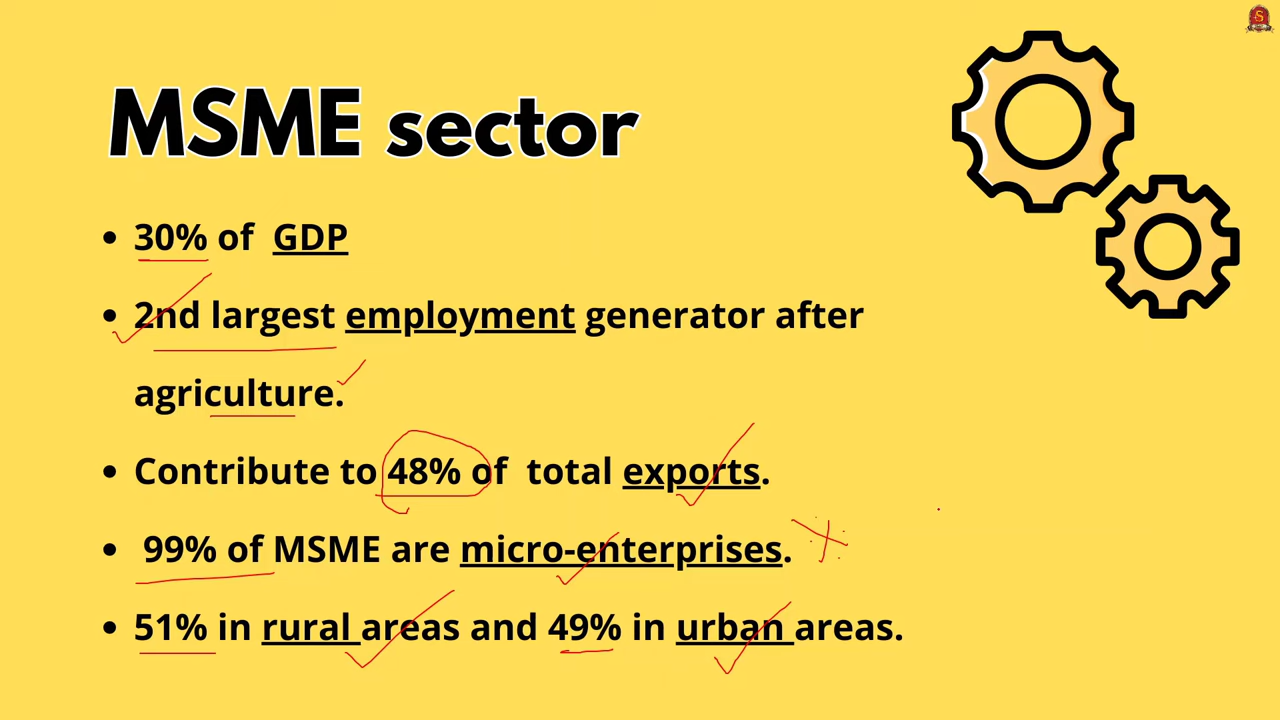 MSME sector
• 30% of GDP
• 2nd largest employment generator after
agriculture.
• Contribute to 48% of total exports.
• 99% of MSME are micro-enterprises.
• 51% in rural areas and 49% in urban areas.